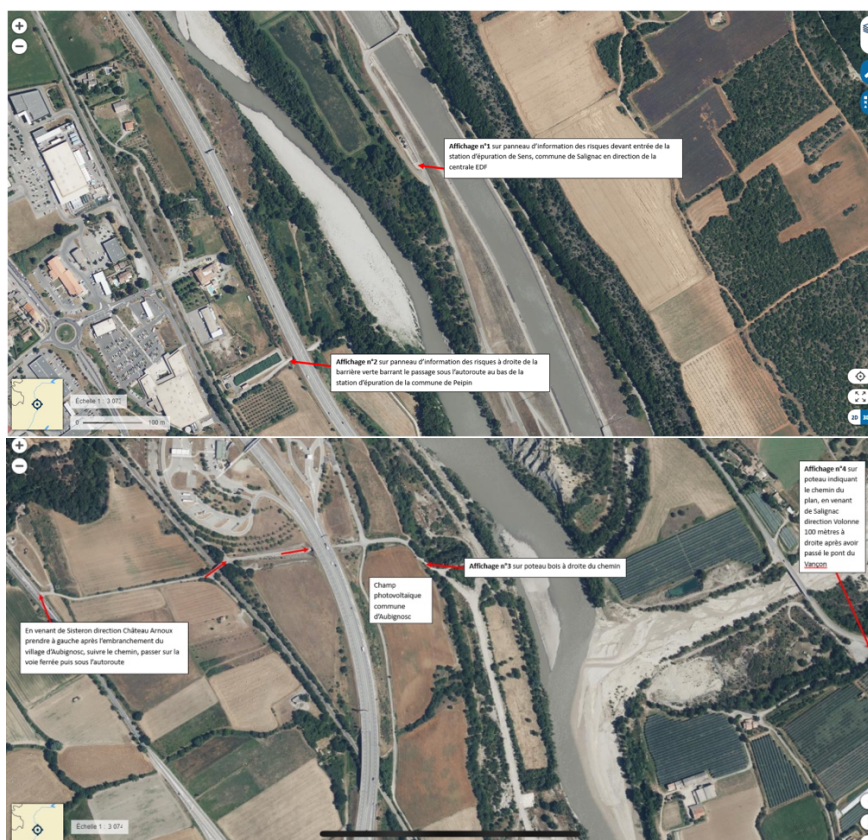 Affichage n°1 sur panneau d'information des risques devant entrée de la
station d'épuration de Sens, commune de Salignac en direction de la
centrale EDF
Affichage n°2 sur panneau d'information des risques à droite de la
barrière verte barrant le passage sous l'autoroute au bas de la
station d'épuration de la commune de Peipin
Échelle 1 : 3 072
0 100 m
2D
Affichage n°4 sur
poteau indiquant
le chemin du
plan, en venant
de Salignac
direction Volonne
100 mètres à
droite après avoir
passé le pont du
Vançon
Affichage n°3 sur poteau bois à droite du chemin
Champ
photovoltaique
commune
d'Aubignosc
En venant de Sisteron direction Château Arnoux
prendre à gauche après l'embranchement du
village d'Aubignosc, suivre le chemin, passer sur la
voie ferrée puis sous l'autoroute
Échelle 1 : 3 074